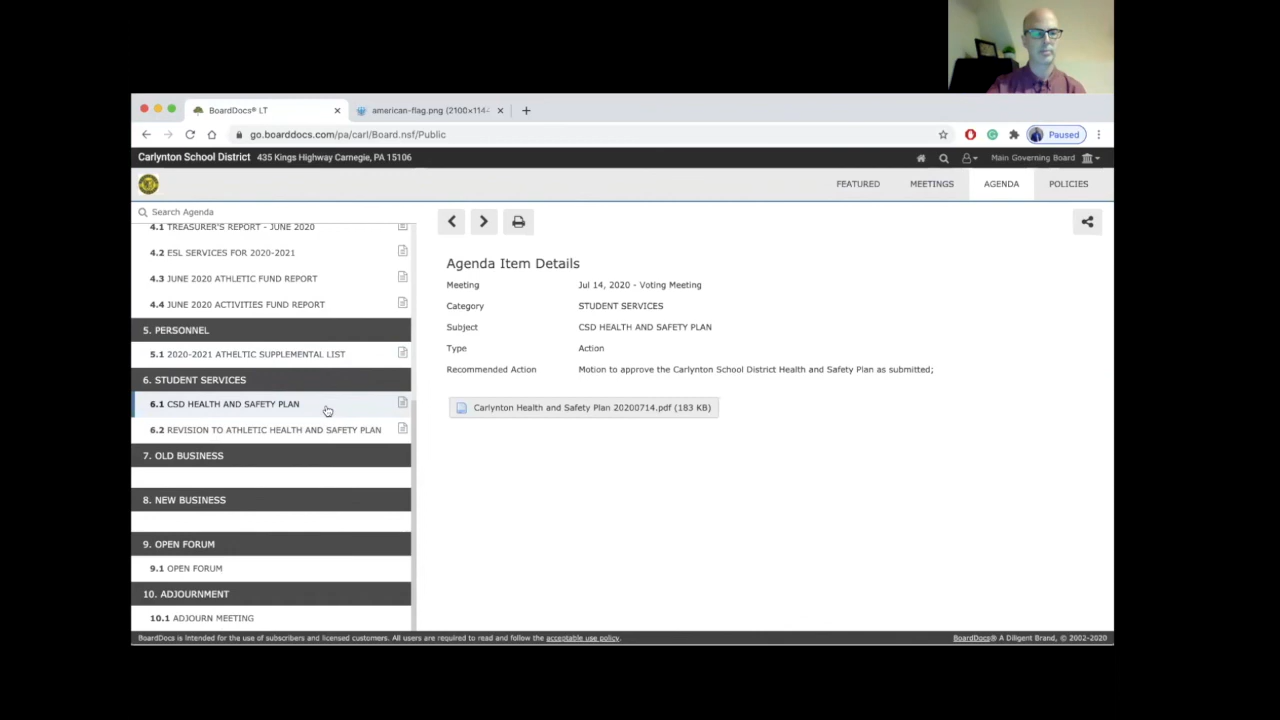 BoardDocs® LT
american-flag.png (2100×114
go.boarddocs.com/pa/carl/Board.nsf/Public
Paused
Carlynton School District 435 Kings Highway Carnegie, PA 15106
Main Governing Board
FEATURED MEETINGS AGENDA POLICIES
Search Agenda
4.1 TREASURER'S REPORT - JUNE 2020
4.2 ESL SERVICES FOR 2020-2021
4.3 JUNE 2020 ATHLETIC FUND REPORT
4.4 JUNE 2020 ACTIVITIES FUND REPORT
5. PERSONNEL
5.1 2020-2021 ATHELTIC SUPPLEMENTAL LIST
6. STUDENT SERVICES
6.1 CSD HEALTH AND SAFETY PLAN
6.2 REVISION TO ATHLETIC HEALTH AND SAFETY PLAN
7. OLD BUSINESS
8. NEW BUSINESS
9. OPEN FORUM
9.1 OPEN FORUM
10. ADJOURNMENT
10.1 ADJOURN MEETING
Agenda Item Details
Meeting Jul 14, 2020 - Voting Meeting
Category STUDENT SERVICES
Subject CSD HEALTH AND SAFETY PLAN
Type Action
Recommended Action Motion to approve the Carlynton School District Health and Safety Plan as submitted;
Carlynton Health and Safety Plan 20200714.pdf (183 KB)
BoardDocs is intended for the use of subscribers and licensed customers. All users are required to read and follow the acceptable use policy.
BoardDocs® A Diligent Brand, © 2002-2020